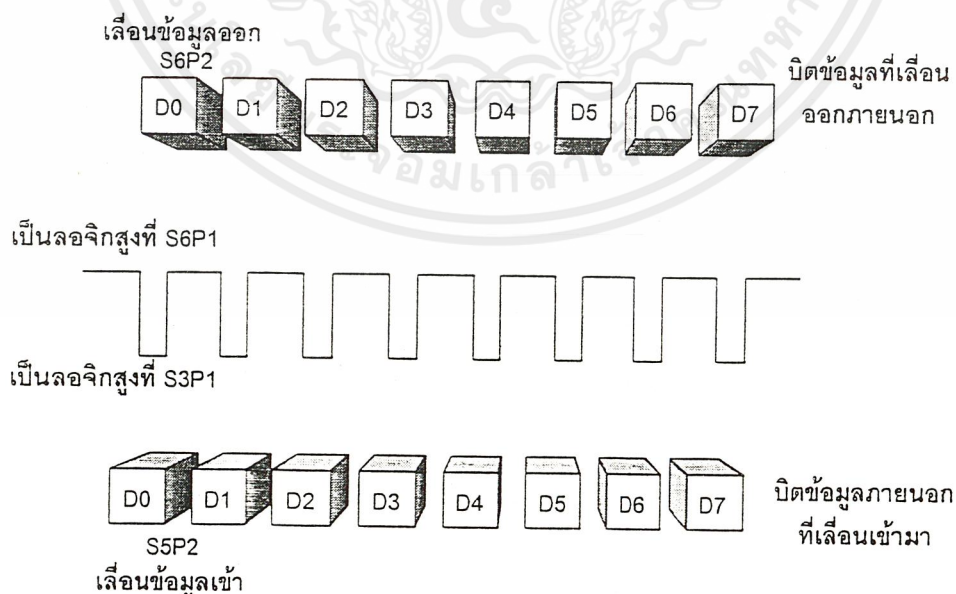 เลื่อนข้อมูลออก
S6P2
D0 D1 D2 D3 D4 D5 D6 D7
บิตข้อมูลที่เลื่อน
ออกภายนอก
เป็นลอจิกสูงที่ S6P1
เป็นลอจิกสูงที่ S3P1
D0 D1 D2 D3 D4 D5 D6 D7
บิตข้อมูลภายนอก
ที่เลื่อนเข้ามา
S5P2
เลื่อนข้อมูลเข้า